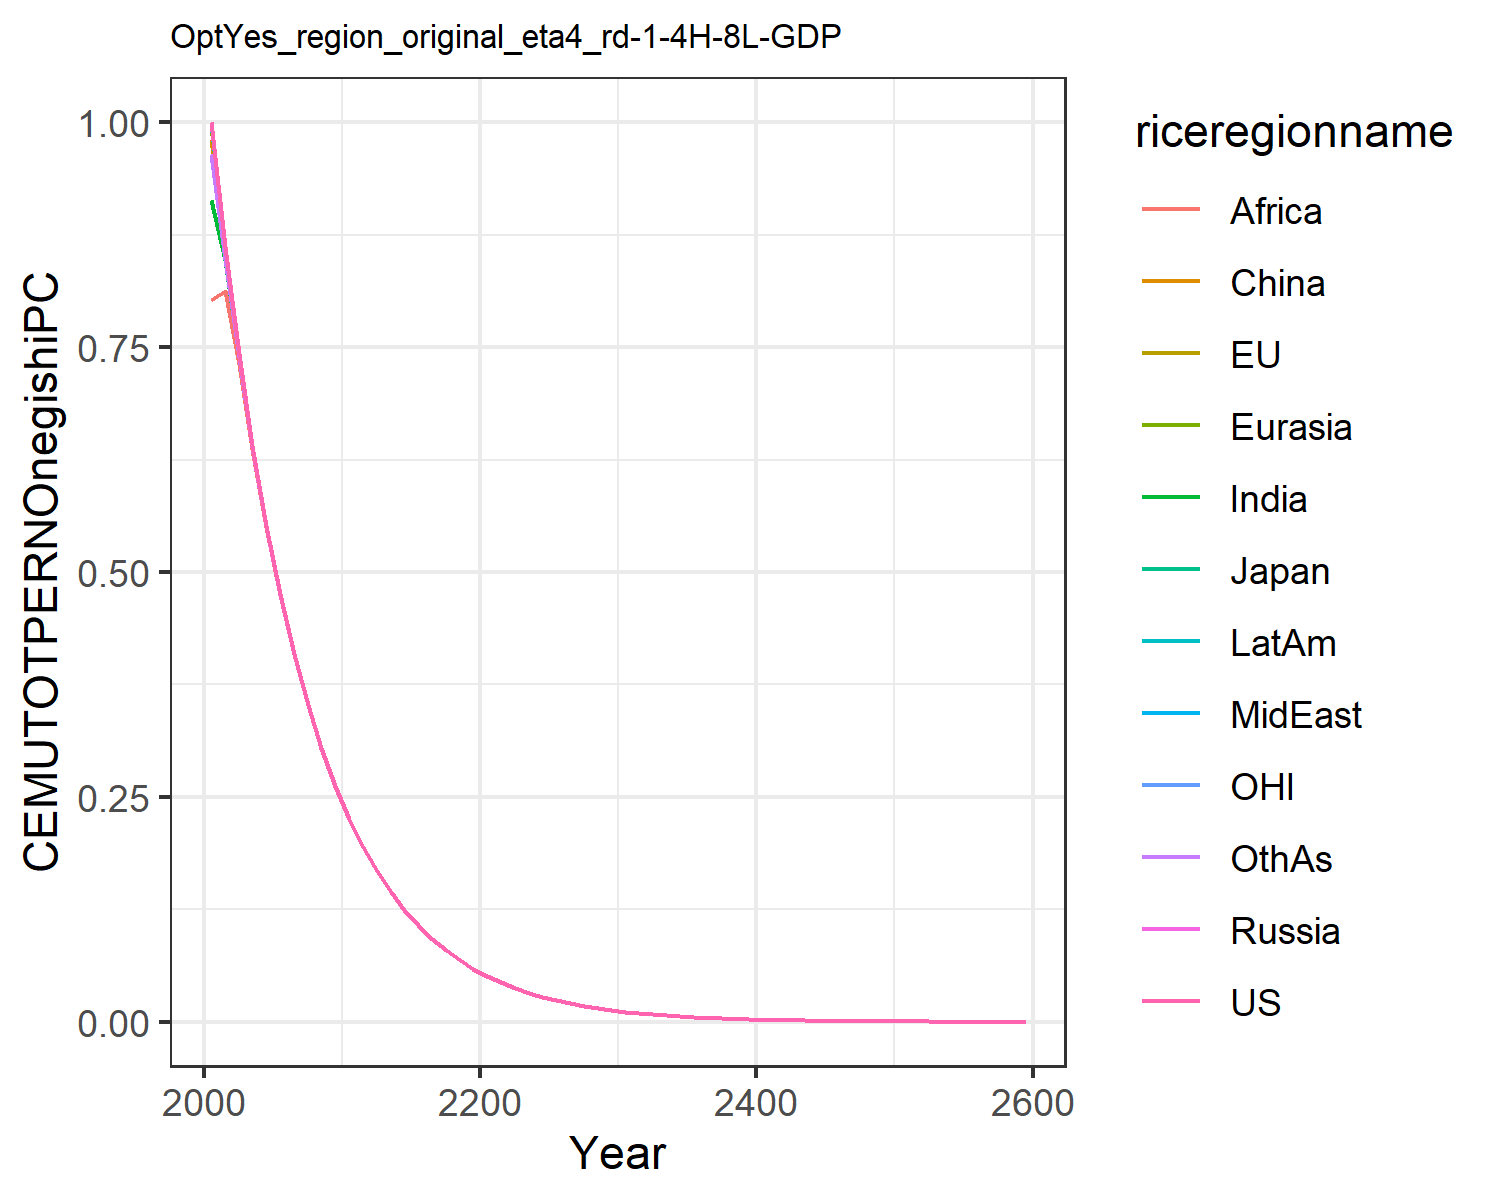 OptYes_region_original_eta4_rd-1-4H-8L-GDP
CEMUTOTPERNOnegishiPC
1.00
0.75
0.50
0.25
0.00
2000 2200 2400 2600
Year
riceregionname
Africa
China
EU
Eurasia
India
Japan
LatAm
MidEast
OHI
OthAs
Russia
US